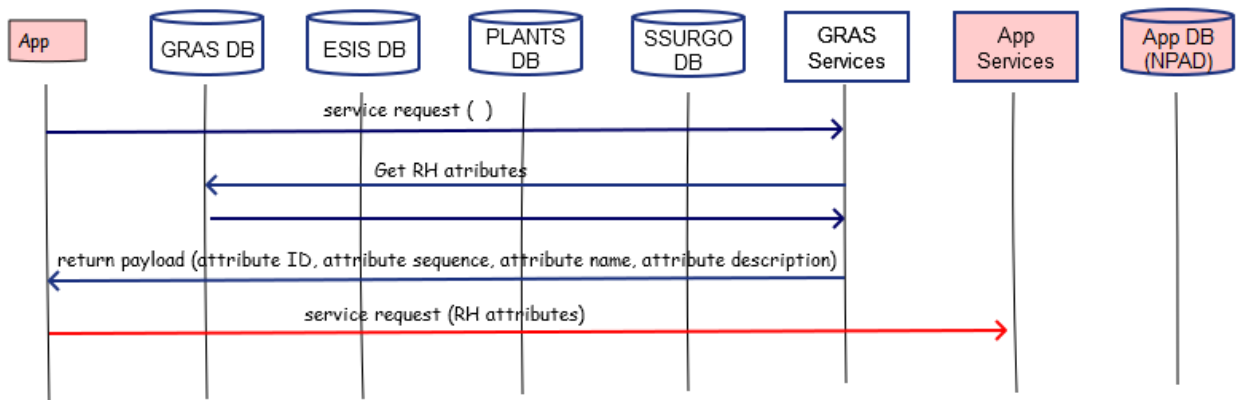 App
GRAS DB
ESIS DB
PLANTS
DB
SSURGO
DB
GRAS
Services
App
Services
App DB
(NPAD)
service request ( )
Get RH atributes
return payload (attribute ID, attribute sequence, attribute name, attribute description)
service request (RH attributes)